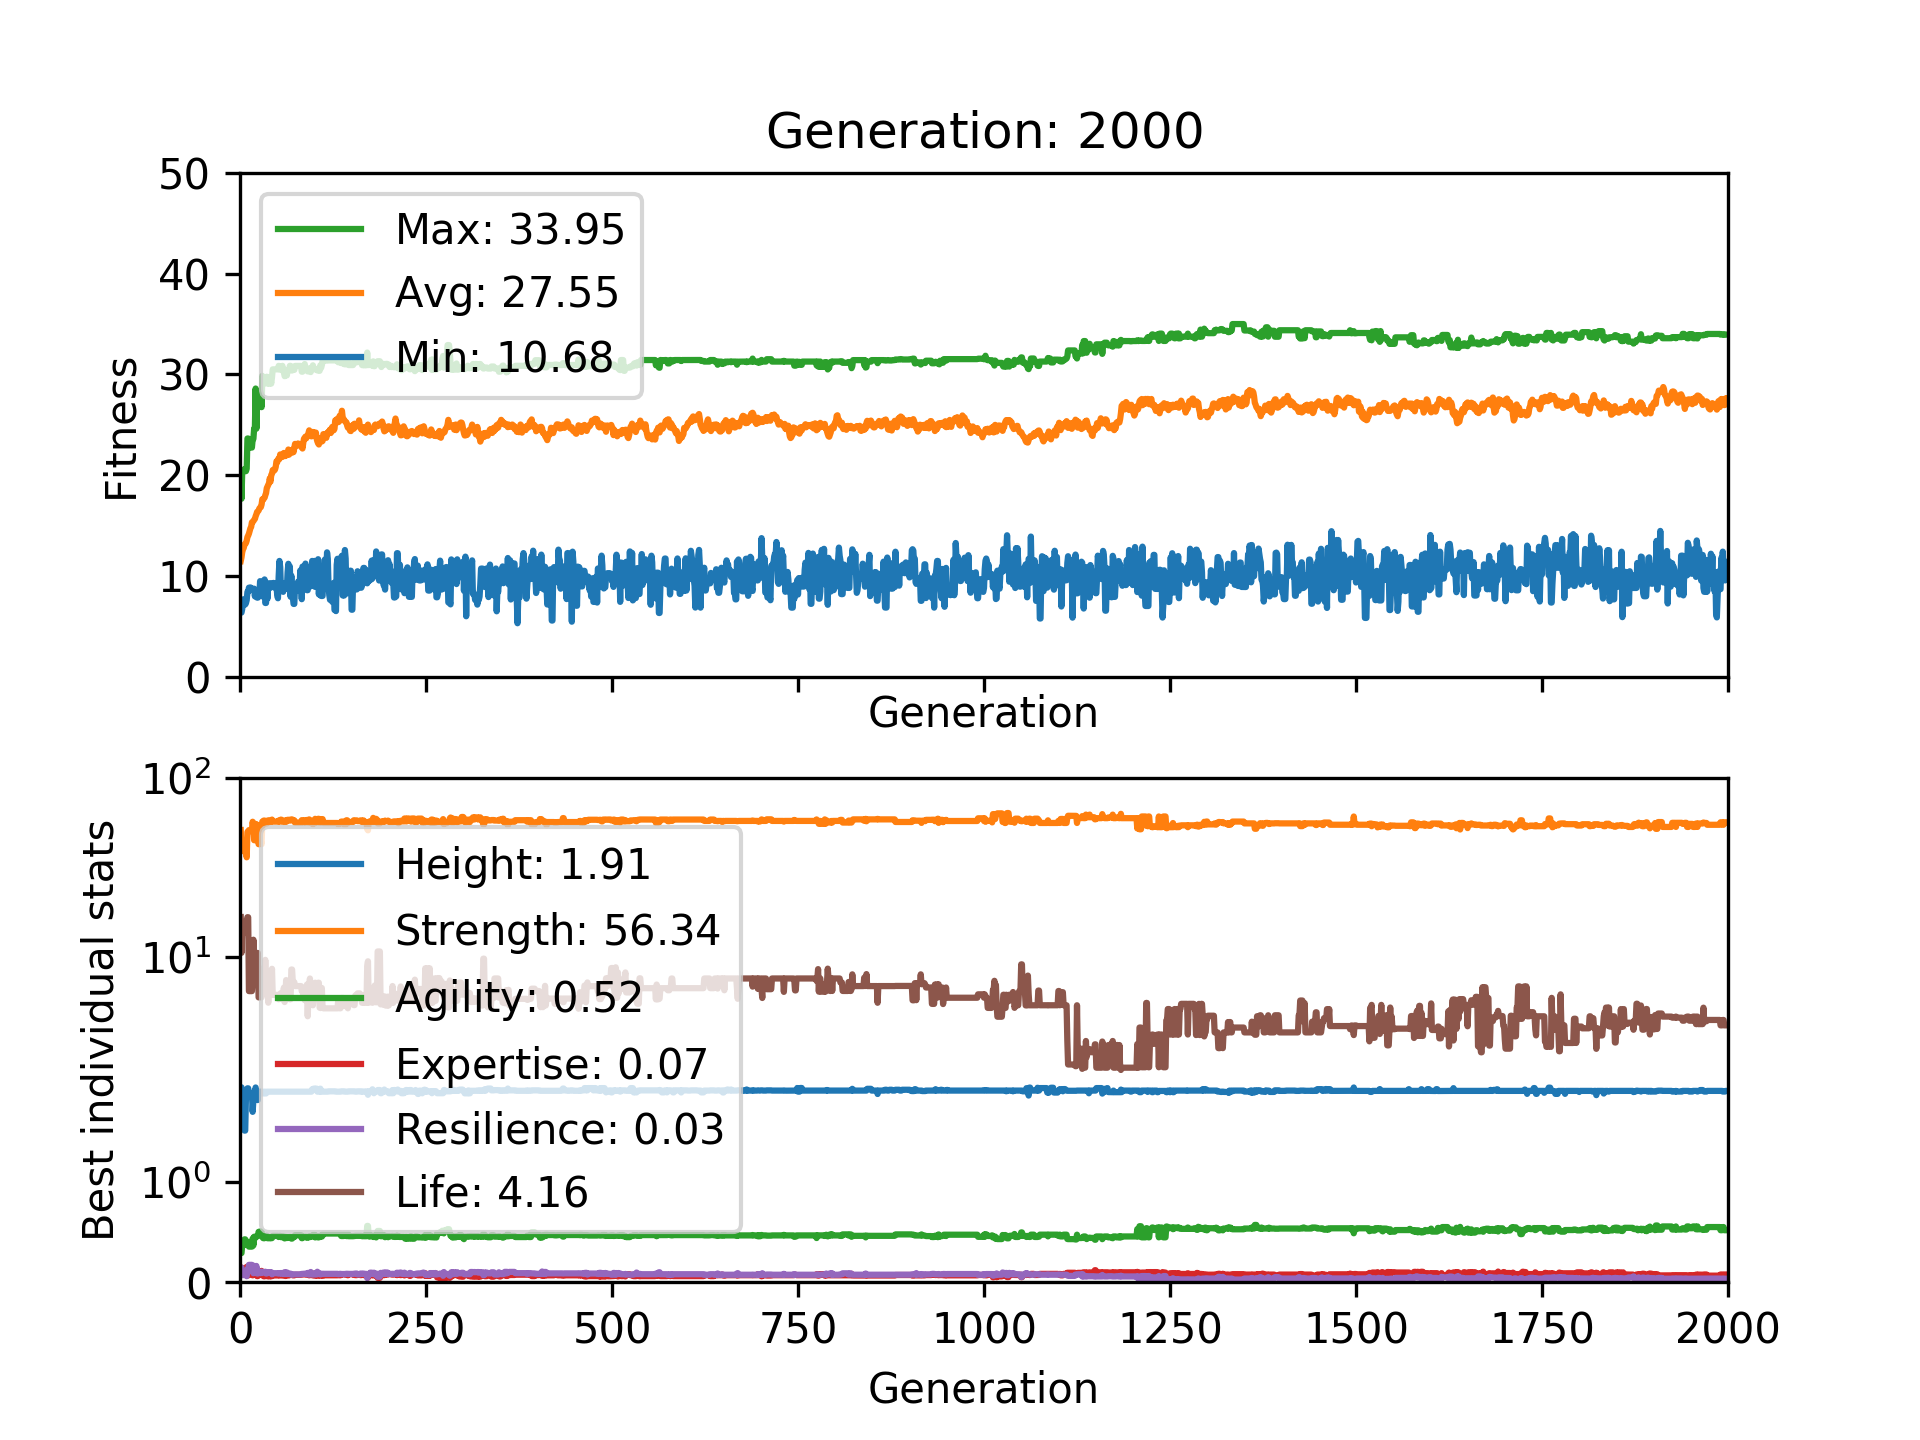 Generation: 2000
50
40
30
20
10
0
Fitness
Max: 33.95
Avg: 27.55
Min: 10.68
Generation
10²
10¹
10⁰
0
Best individual stats
Height: 1.91
Strength: 56.34
Agility: 0.52
Expertise: 0.07
Resilience: 0.03
Life: 4.16
0 250 500 750 1000 1250 1500 1750 2000
Generation